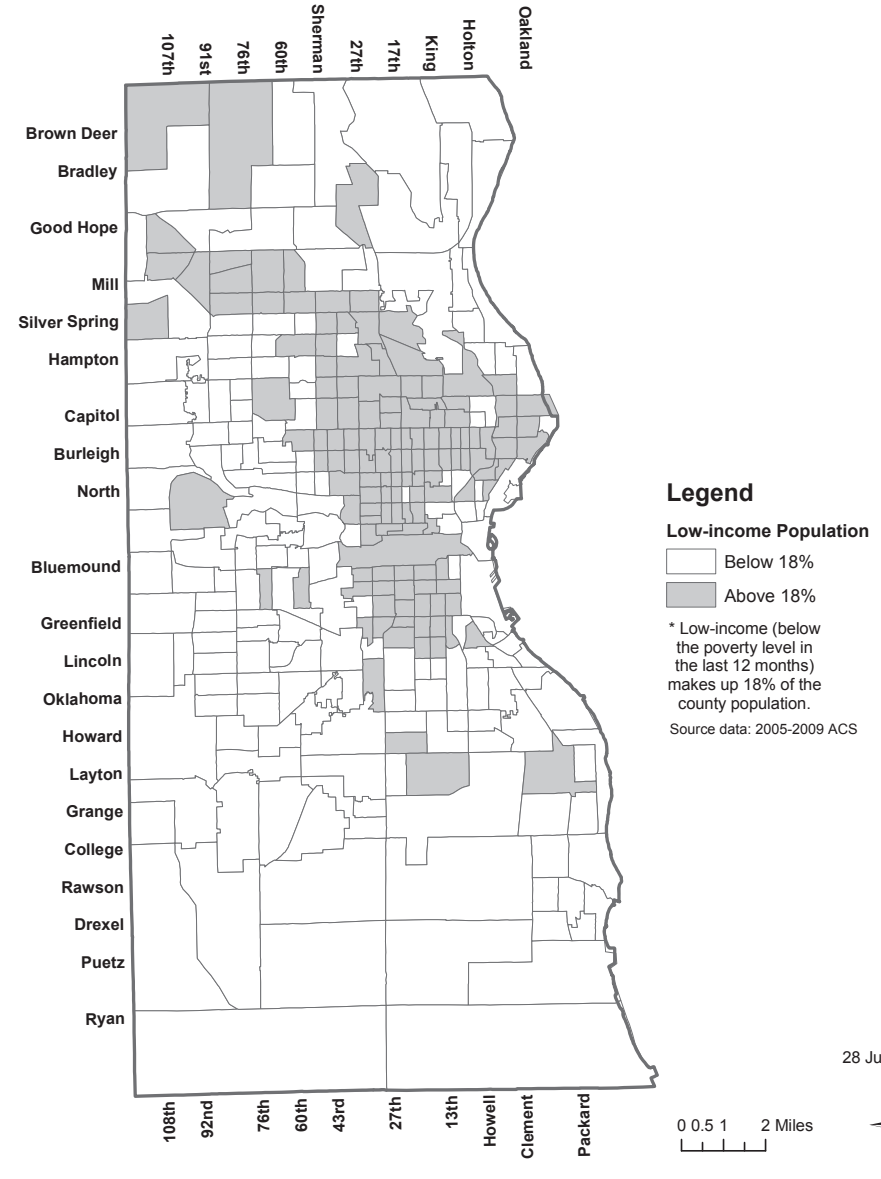 107th
91st
76th
60th
Sherman
27th
17th
King
Holton
Oakland
Brown Deer
Bradley
Good Hope
Mill
Silver Spring
Hampton
Capitol
Burleigh
North
Bluemound
Greenfield
Lincoln
Oklahoma
Howard
Layton
Grange
College
Rawson
Drexel
Puetz
Ryan
108th
92nd
76th
60th
43rd
27th
13th
Howell
Clement
Packard
Legend
Low-income Population
Below 18%
Above 18%
* Low-income (below
the poverty level in
the last 12 months)
makes up 18% of the
county population.
Source data: 2005-2009 ACS
28 Ju
0 0.5 1 2 Miles